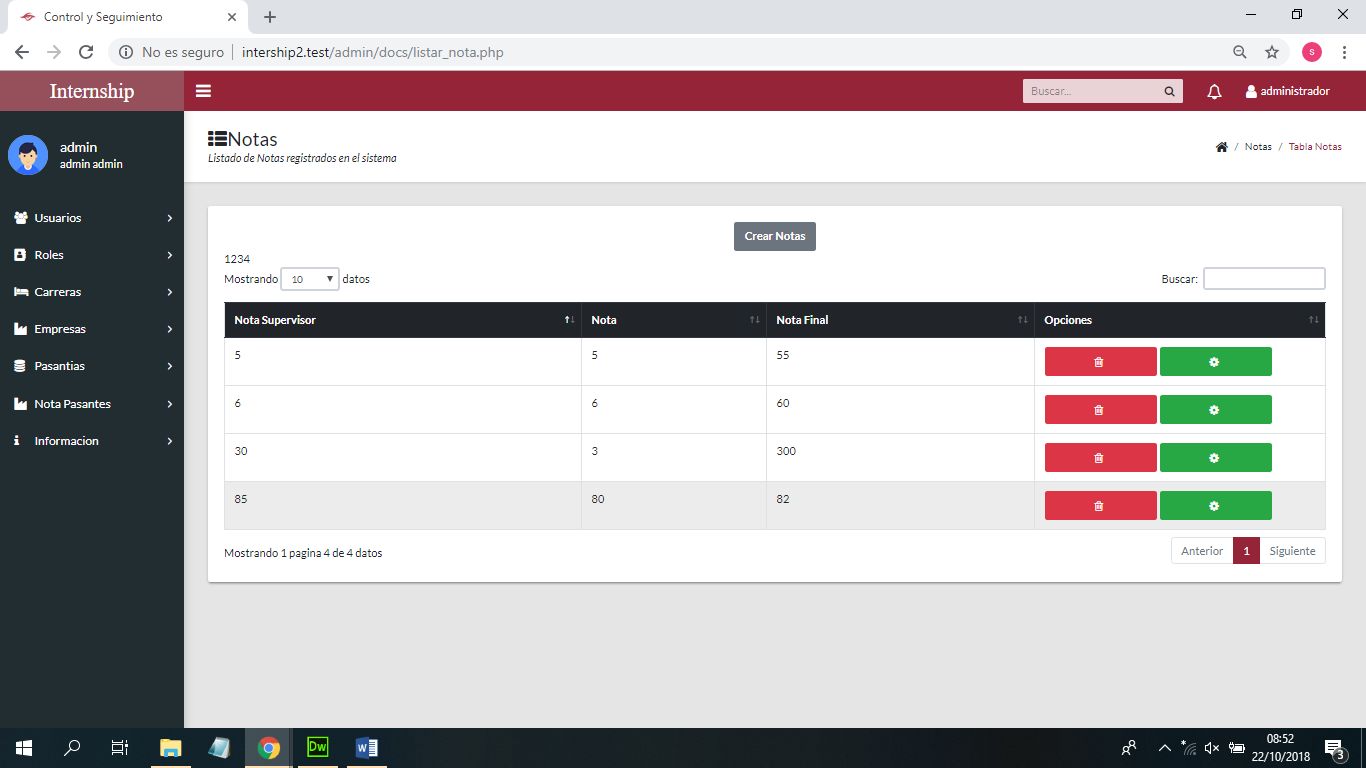 Control y Seguimiento
No es seguro intership2.test/admin/docs/listar_nota.php
s
Internship
Buscar...
administrador
admin
admin admin
Usuarios
Roles
Carreras
Empresas
Pasantias
Nota Pasantes
Informacion
Notas
Listado de Notas registrados en el sistema
/ Notas / Tabla Notas
Crear Notas
1234
Mostrando 10 datos
Buscar:
Nota Supervisor Nota Nota Final Opciones
5 5 55
6 6 60
30 3 300
85 80 82
Mostrando 1 pagina 4 de 4 datos
Anterior 1 Siguiente
Dw
W
08:52
22/10/2018
3